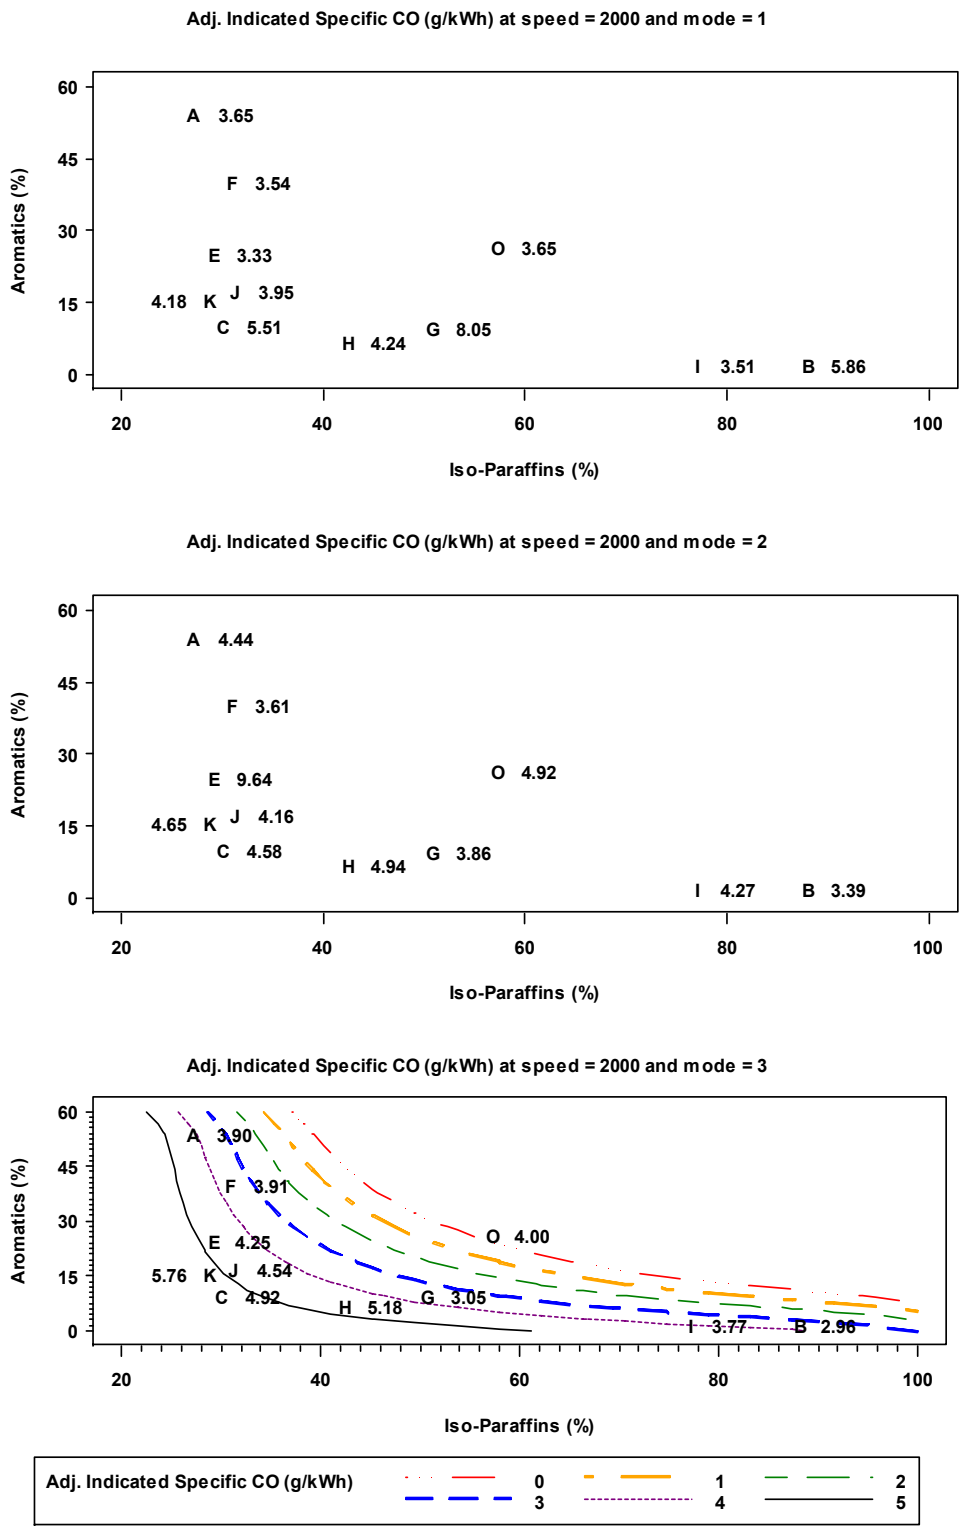 Adj. Indicated Specific CO (g/kWh) at speed = 2000 and mode = 1
60
A 3.65
45
F 3.54
Aromatics (%)
30
O 3.65
E 3.33
J 3.95
15
4.18 K
C 5.51
G 8.05
H 4.24
0
I 3.51
B 5.86
20 40 60 80 100
Iso-Paraffins (%)
Adj. Indicated Specific CO (g/kWh) at speed = 2000 and mode = 2
60
A 4.44
45
F 3.61
Aromatics (%)
30
O 4.92
E 9.64
J 4.16
15
4.65 K
C 4.58
G 3.86
H 4.94
0
I 4.27
B 3.39
20 40 60 80 100
Iso-Paraffins (%)
Adj. Indicated Specific CO (g/kWh) at speed = 2000 and mode = 3
60
A 3.90
45
F 3.91
Aromatics (%)
30
O 4.00
E 4.25
J 4.54
15
5.76 K
C 4.92
G 3.05
H 5.18
0
I 3.77
B 2.98
20 40 60 80 100
Iso-Paraffins (%)
Adj. Indicated Specific CO (g/kWh) 0 1 2
3 4 5